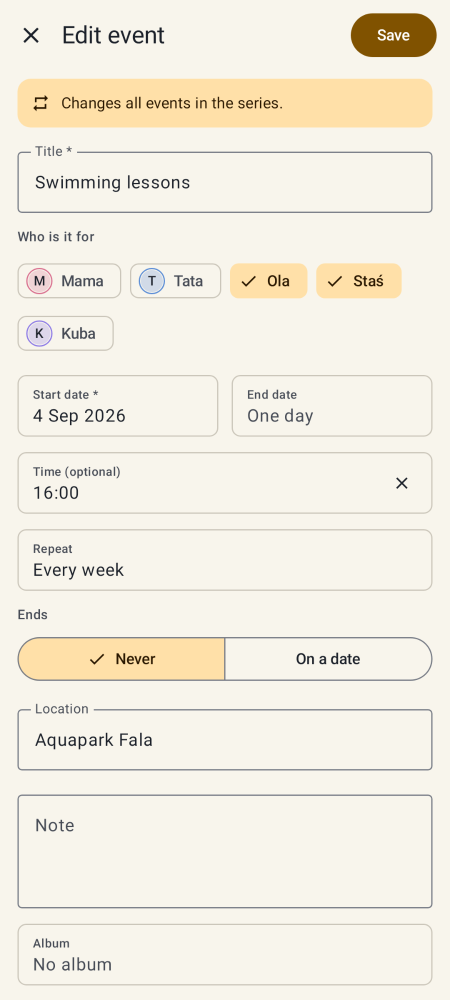 Edit event
Save
Changes all events in the series.
Title *
Swimming lessons
Who is it for
M Mama
T Tata
Ola
Staś
K Kuba
Start date *
4 Sep 2026
End date
One day
Time (optional)
16:00
Repeat
Every week
Ends
Never
On a date
Location
Aquapark Fala
Note
Album
No album